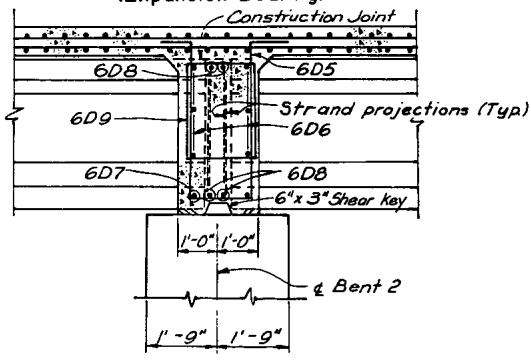 Construction Joint
6D8
6D5
Strand projections (Typ.)
6D9
6D6
6D7
6D8
6"x 3" Shear key
1'-0" 1'-0"
℄ Bent 2
1'-9" 1'-9"